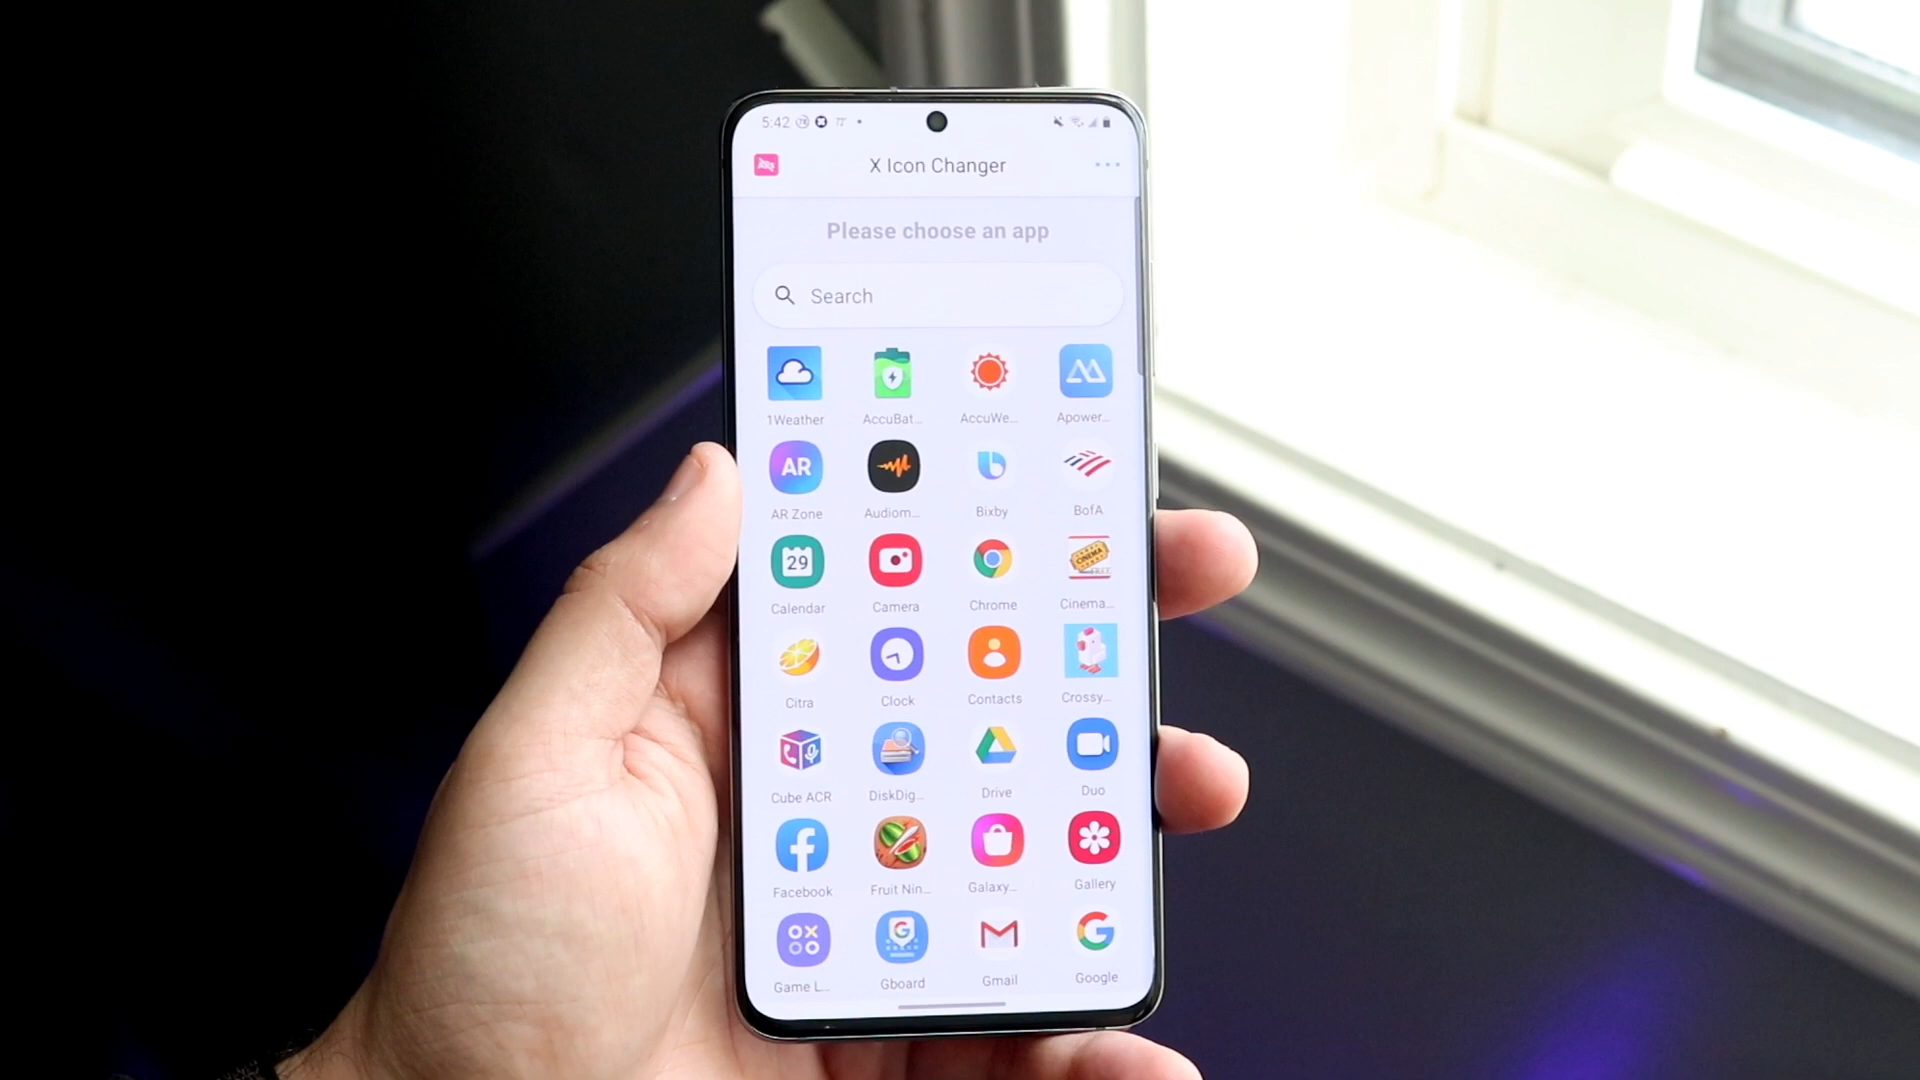 5:42 72°
X Icon Changer
Please choose an app
Search
1Weather AccuBat... AccuWe... Apower...
AR
AR Zone Audiom... Bixby BofA
29 CINEMA
Calendar Camera Chrome Cinema...
Citra Clock Contacts Crossy...
Cube ACR DiskDig... Drive Duo
Facebook Fruit Nin... Galaxy... Gallery
Game L... Gboard Gmail Google